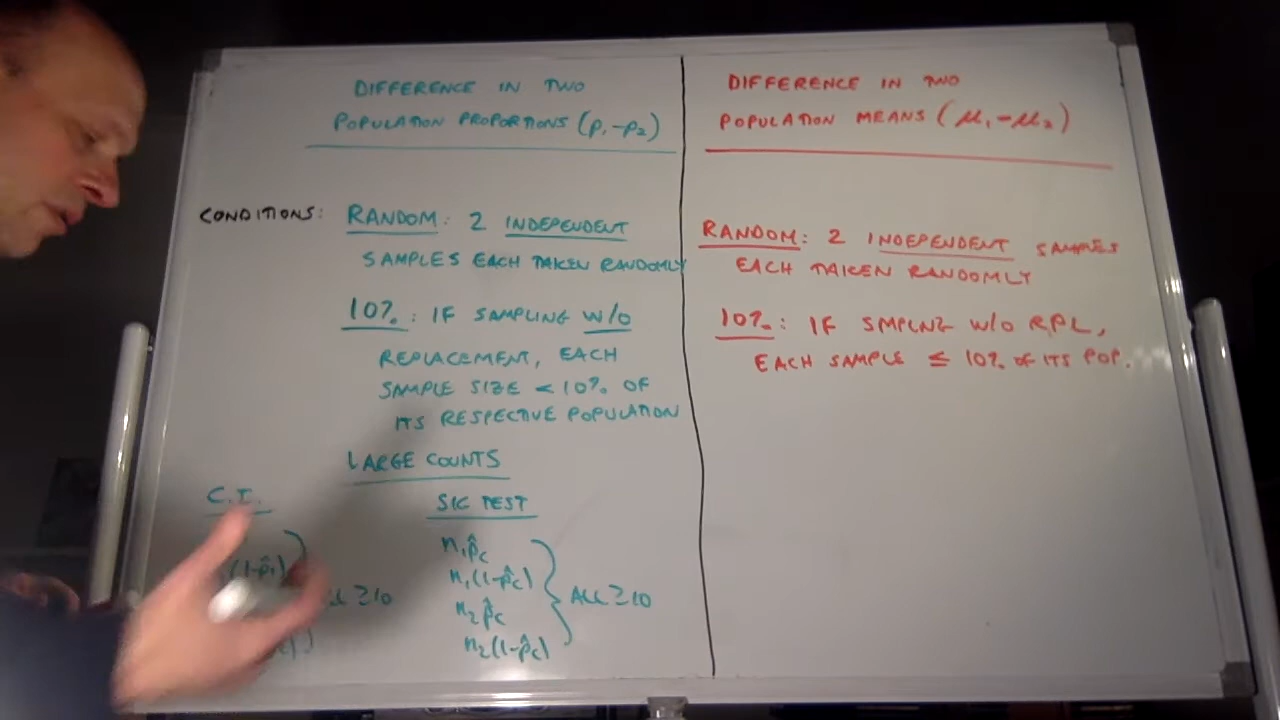 DIFFERENCE IN TWO
POPULATION PROPORTIONS (p₁-p₂)
CONDITIONS:
RANDOM: 2 INDEPENDENT
SAMPLES EACH TAKEN RANDOMLY
10%: IF SAMPLING W/O
REPLACEMENT, EACH
SAMPLE SIZE < 10% OF
ITS RESPECTIVE POPULATION
LARGE COUNTS
C.I.
(1-p̂₁)
≥10
SIG TEST
n₁p̂c
n₁(1-p̂c)
n₂p̂c
n₂(1-p̂c)
ALL ≥10
DIFFERENCE IN TWO
POPULATION MEANS (μ₁-μ₂)
RANDOM: 2 INDEPENDENT SAMPLES
EACH TAKEN RANDOMLY
10%: IF SMPLNG W/O RPL,
EACH SAMPLE ≤ 10% OF ITS POP.